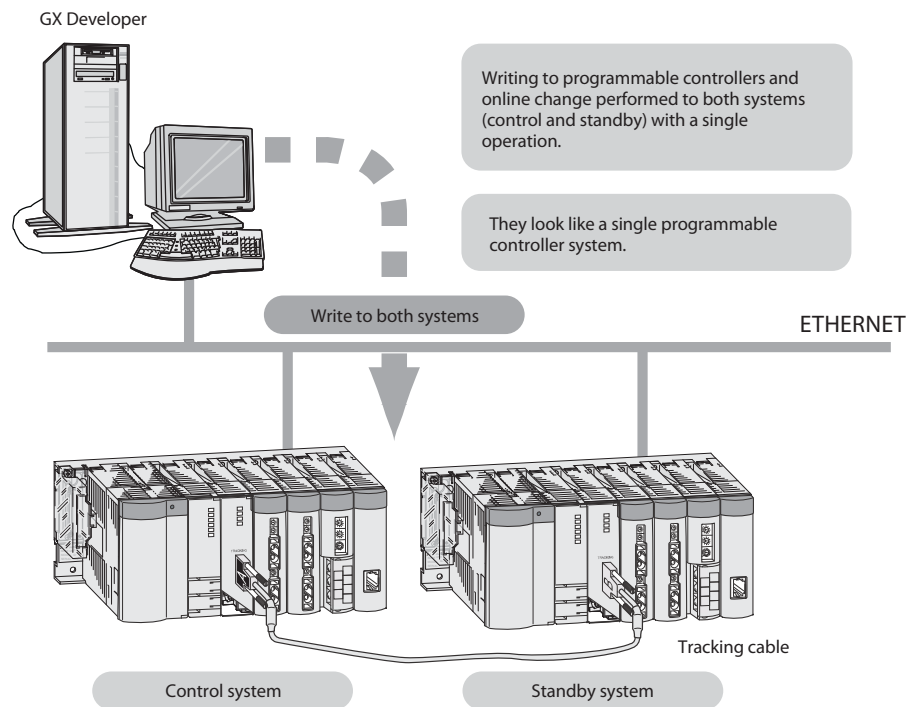 GX Developer
Writing to programmable controllers and
online change performed to both systems
(control and standby) with a single
operation.
They look like a single programmable
controller system.
Write to both systems
ETHERNET
Tracking cable
Control system
Standby system